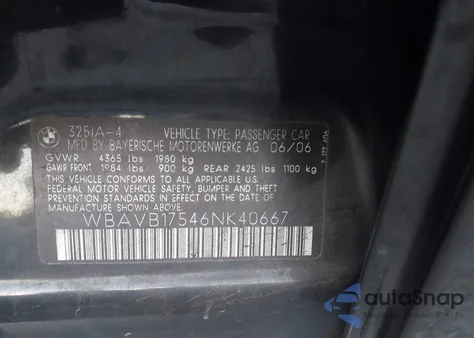 325iA-4 VEHICLE TYPE: PASSENGER CAR
MFD BY: BAYERISCHE MOTORENWERKE AG 06/06
GVWR 4365 lbs 1980 kg
GAWR FRONT 1984 lbs 900 kg REAR 2425 lbs 1100 kg
THIS VEHICLE CONFORMS TO ALL APPLICABLE U.S.
FEDERAL MOTOR VEHICLE SAFETY, BUMPER AND THEFT
PREVENTION STANDARDS IN EFFECT ON THE DATE OF
MANUFACTURE SHOWN ABOVE.
WBAVB17546NK40667
autoSnap